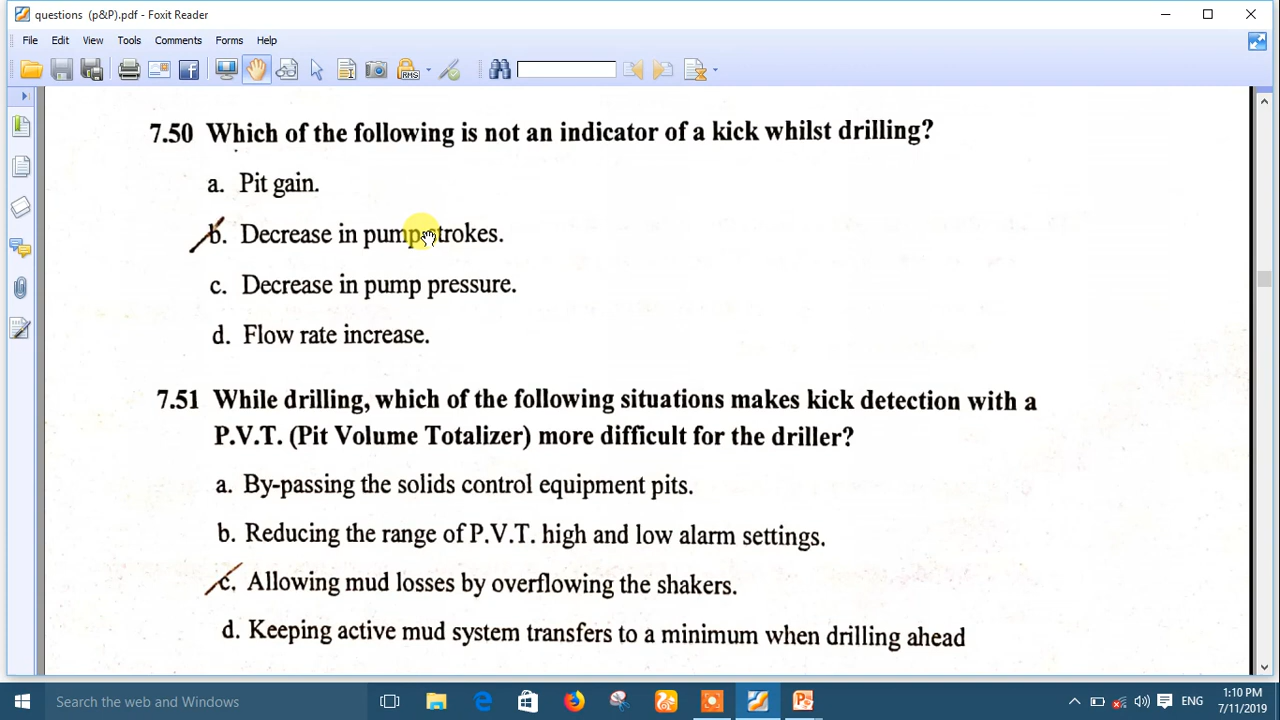 questions (p&P).pdf - Foxit Reader
File Edit View Tools Comments Forms Help
RMS
7.50 Which of the following is not an indicator of a kick whilst drilling?
a. Pit gain.
b. Decrease in pump strokes.
c. Decrease in pump pressure.
d. Flow rate increase.
7.51 While drilling, which of the following situations makes kick detection with a
P.V.T. (Pit Volume Totalizer) more difficult for the driller?
a. By-passing the solids control equipment pits.
b. Reducing the range of P.V.T. high and low alarm settings.
c. Allowing mud losses by overflowing the shakers.
d. Keeping active mud system transfers to a minimum when drilling ahead
Search the web and Windows
ENG
1:10 PM
7/11/2019